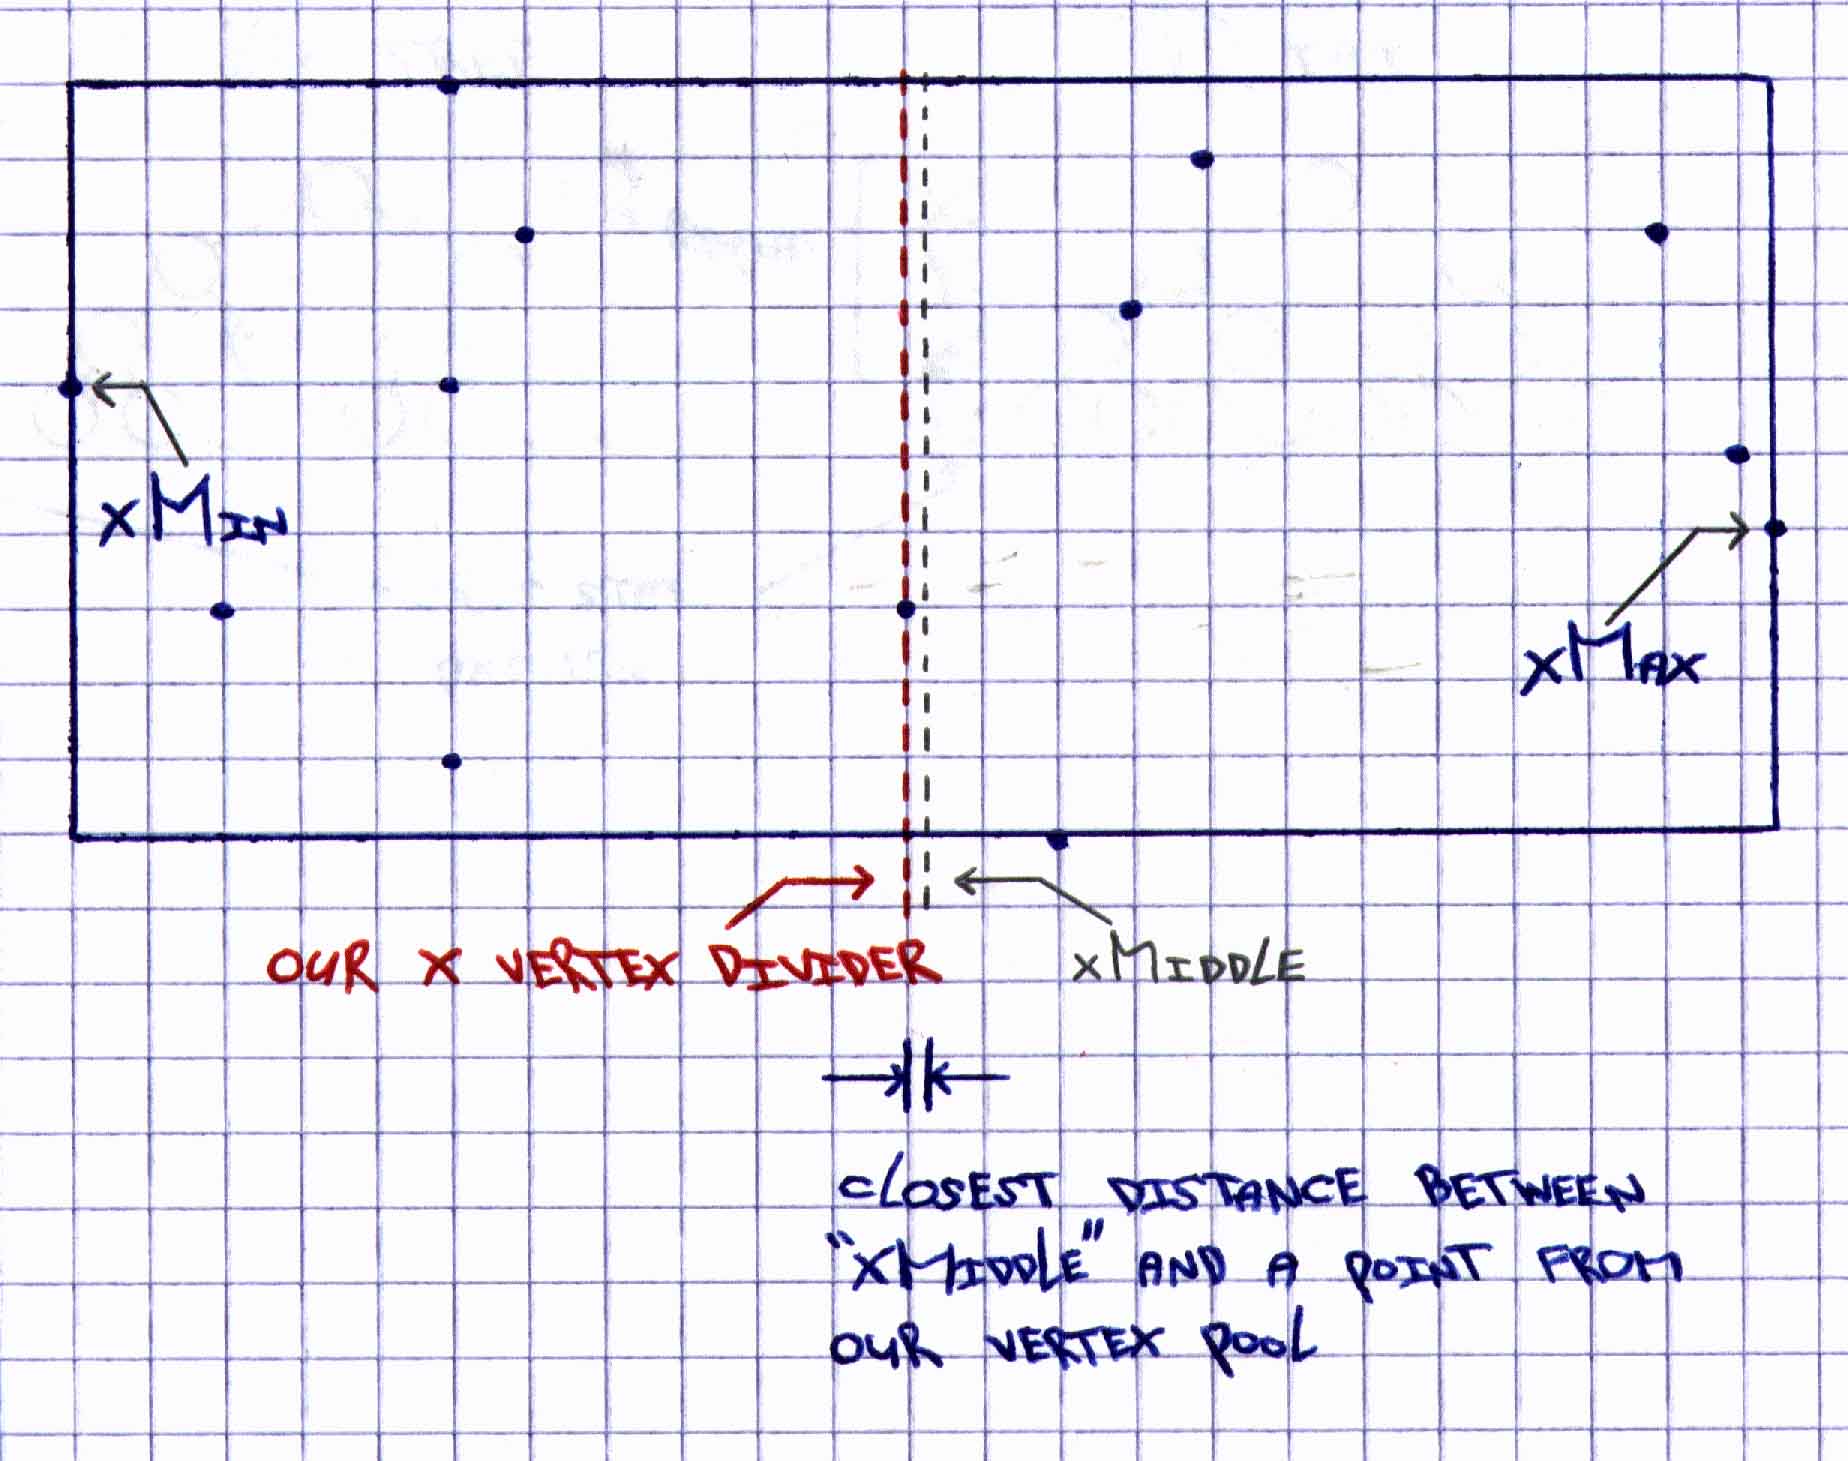 xMIN
xMAX
OUR X VERTEX DIVIDER
xMIDDLE
CLOSEST DISTANCE BETWEEN
"xMIDDLE" AND A POINT FROM
OUR VERTEX POOL